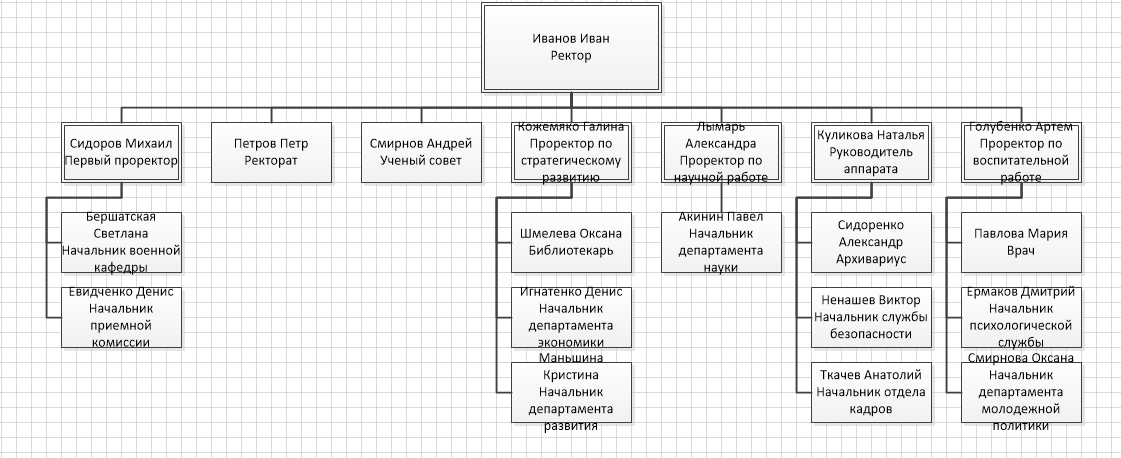 Иванов Иван
Ректор
Сидоров Михаил
Первый проректор
Петров Петр
Ректорат
Смирнов Андрей
Ученый совет
Кожемяко Галина
Проректор по
стратегическому
развитию
Лымарь
Александра
Проректор по
научной работе
Куликова Наталья
Руководитель
аппарата
Голубенко Артем
Проректор по
воспитательной
работе
Бершатская
Светлана
Начальник военной
кафедры
Евидченко Денис
Начальник
приемной
комиссии
Шмелева Оксана
Библиотекарь
Игнатенко Денис
Начальник
департамента
экономики
Маньшина
Кристина
Начальник
департамента
развития
Акинин Павел
Начальник
департамента
науки
Сидоренко
Александр
Архивариус
Ненашев Виктор
Начальник службы
безопасности
Ткачев Анатолий
Начальник отдела
кадров
Павлова Мария
Врач
Ермаков Дмитрий
Начальник
психологической
службы
Смирнова Оксана
Начальник
департамента
молодежной
политики